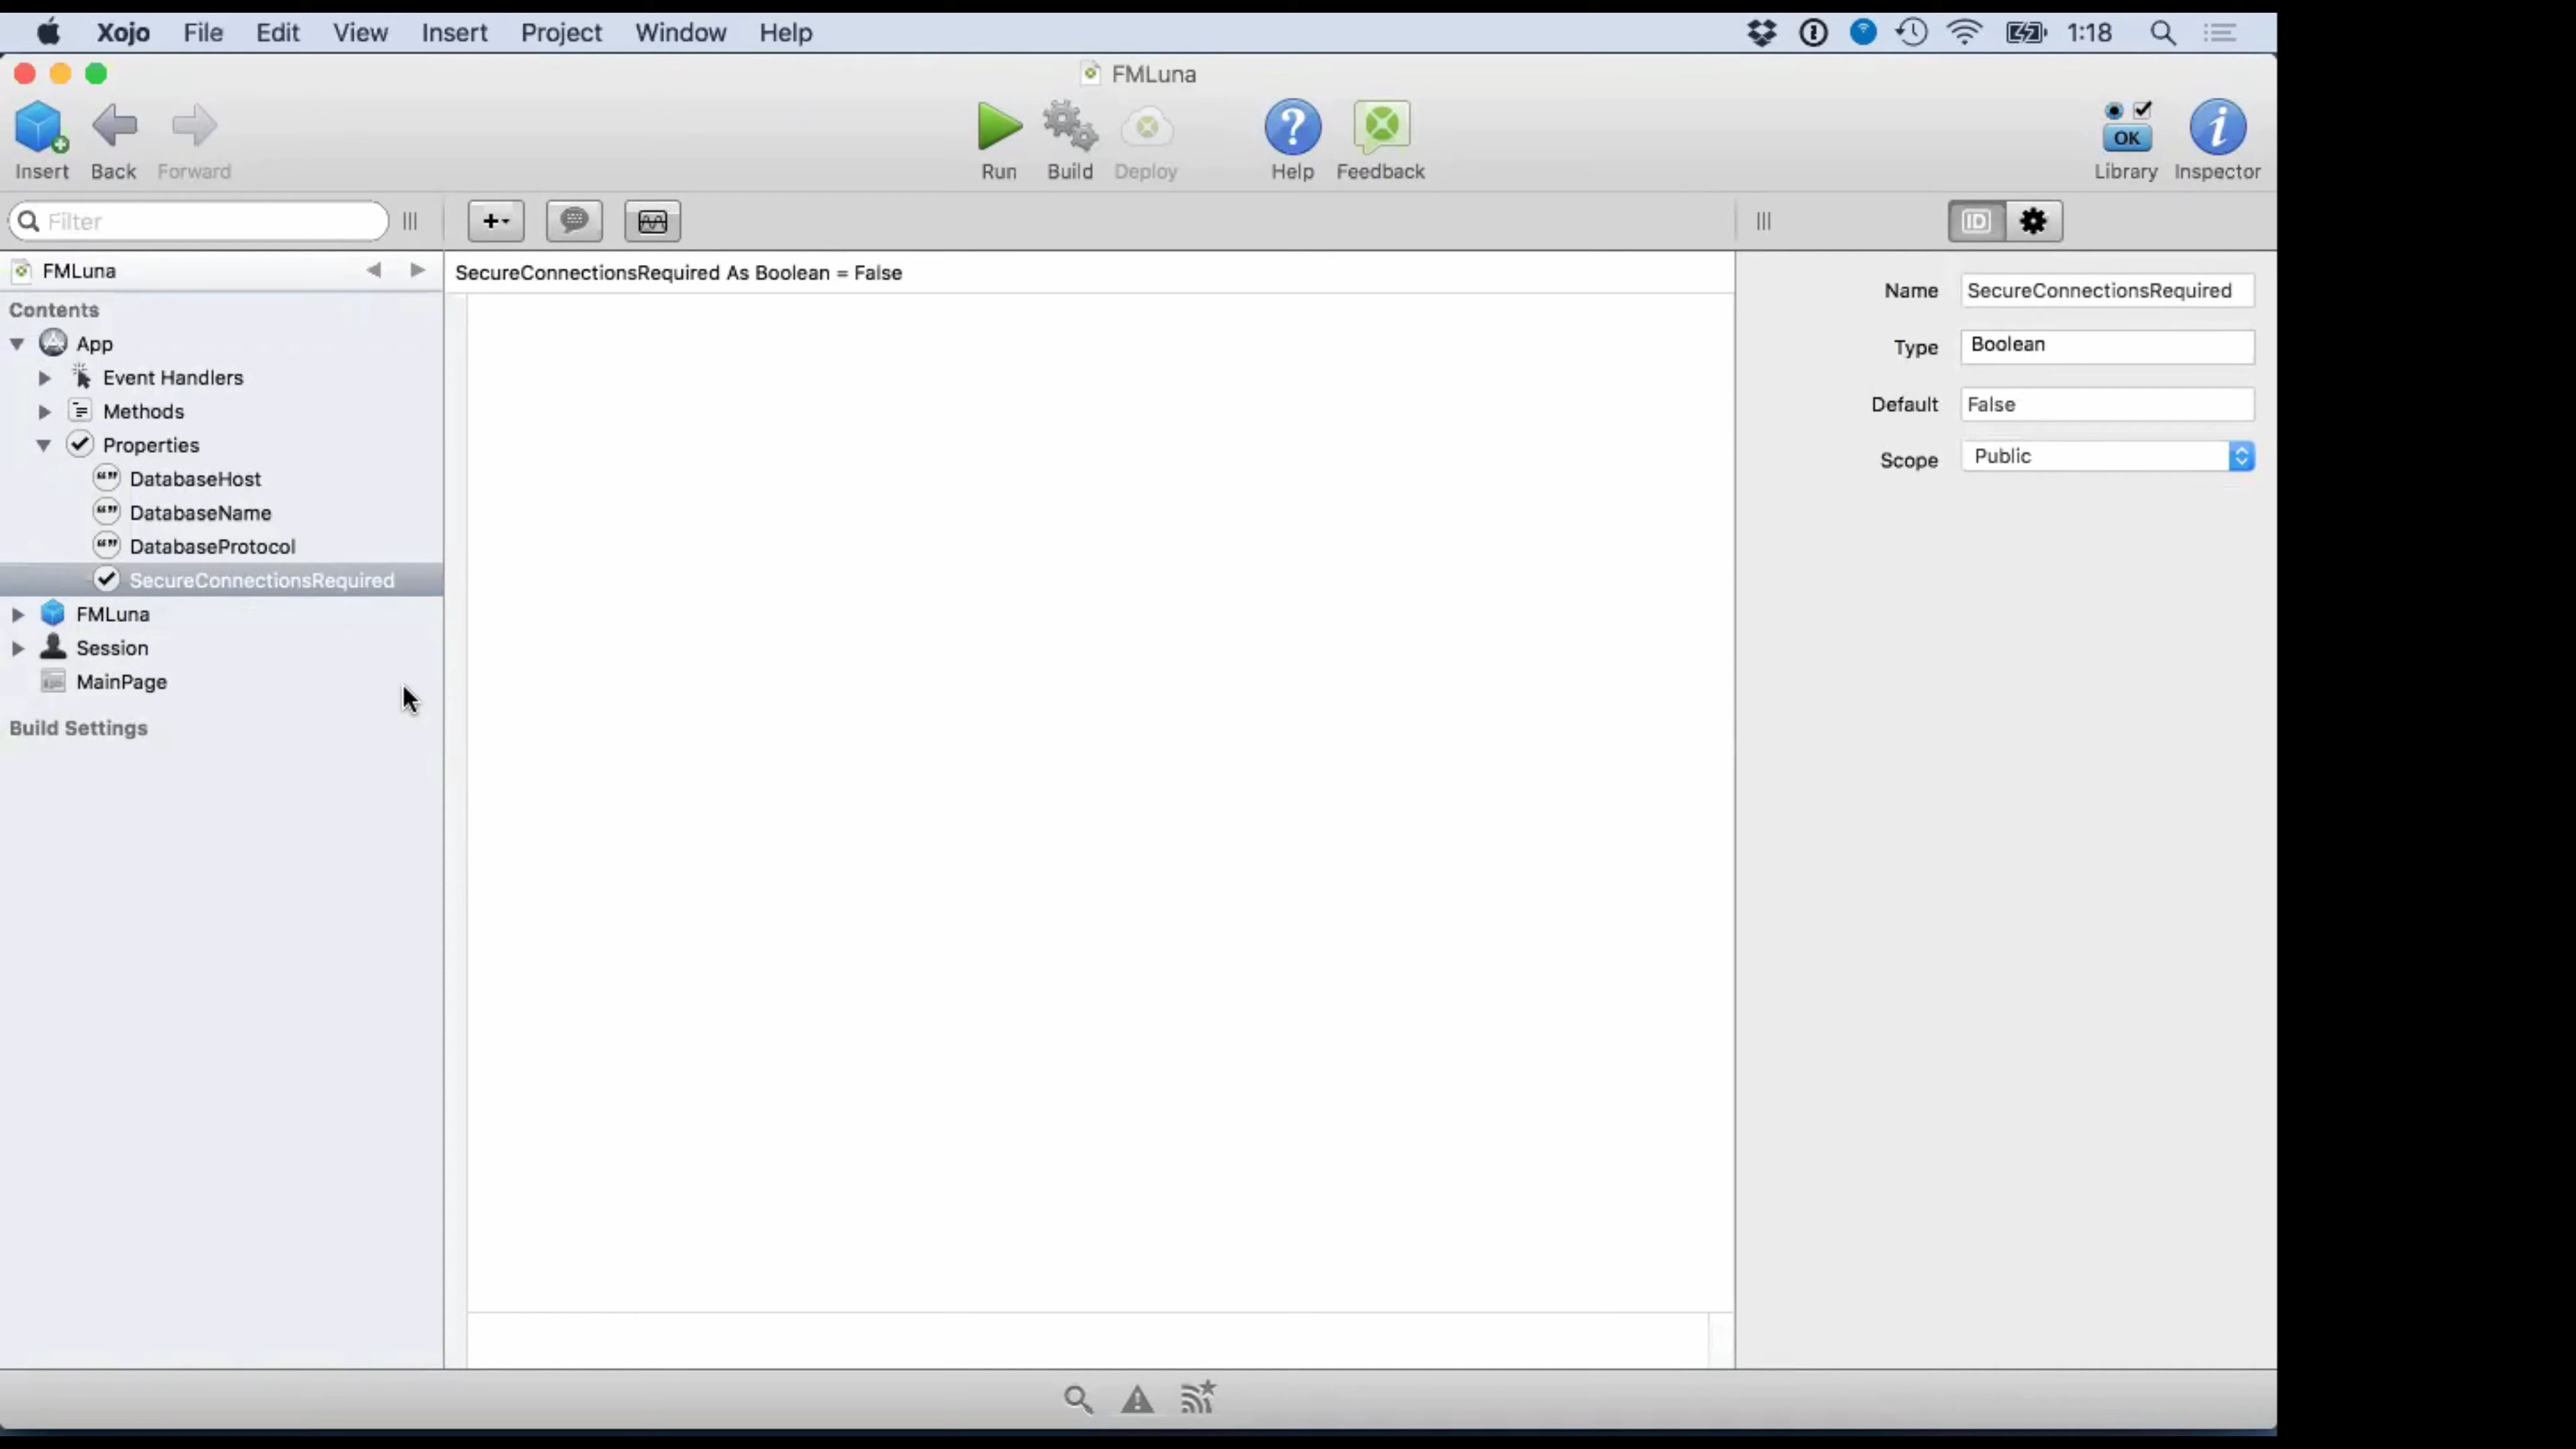 Xojo File Edit View Insert Project Window Help 1:18
FMLuna
Insert Back Forward Run Build Deploy Help Feedback OK Library Inspector
Filter ID
FMLuna
SecureConnectionsRequired As Boolean = False
Name SecureConnectionsRequired
Contents
App
Type Boolean
Event Handlers
Default False
Methods
Properties
Scope Public
DatabaseHost
DatabaseName
DatabaseProtocol
SecureConnectionsRequired
FMLuna
Session
MainPage
Build Settings